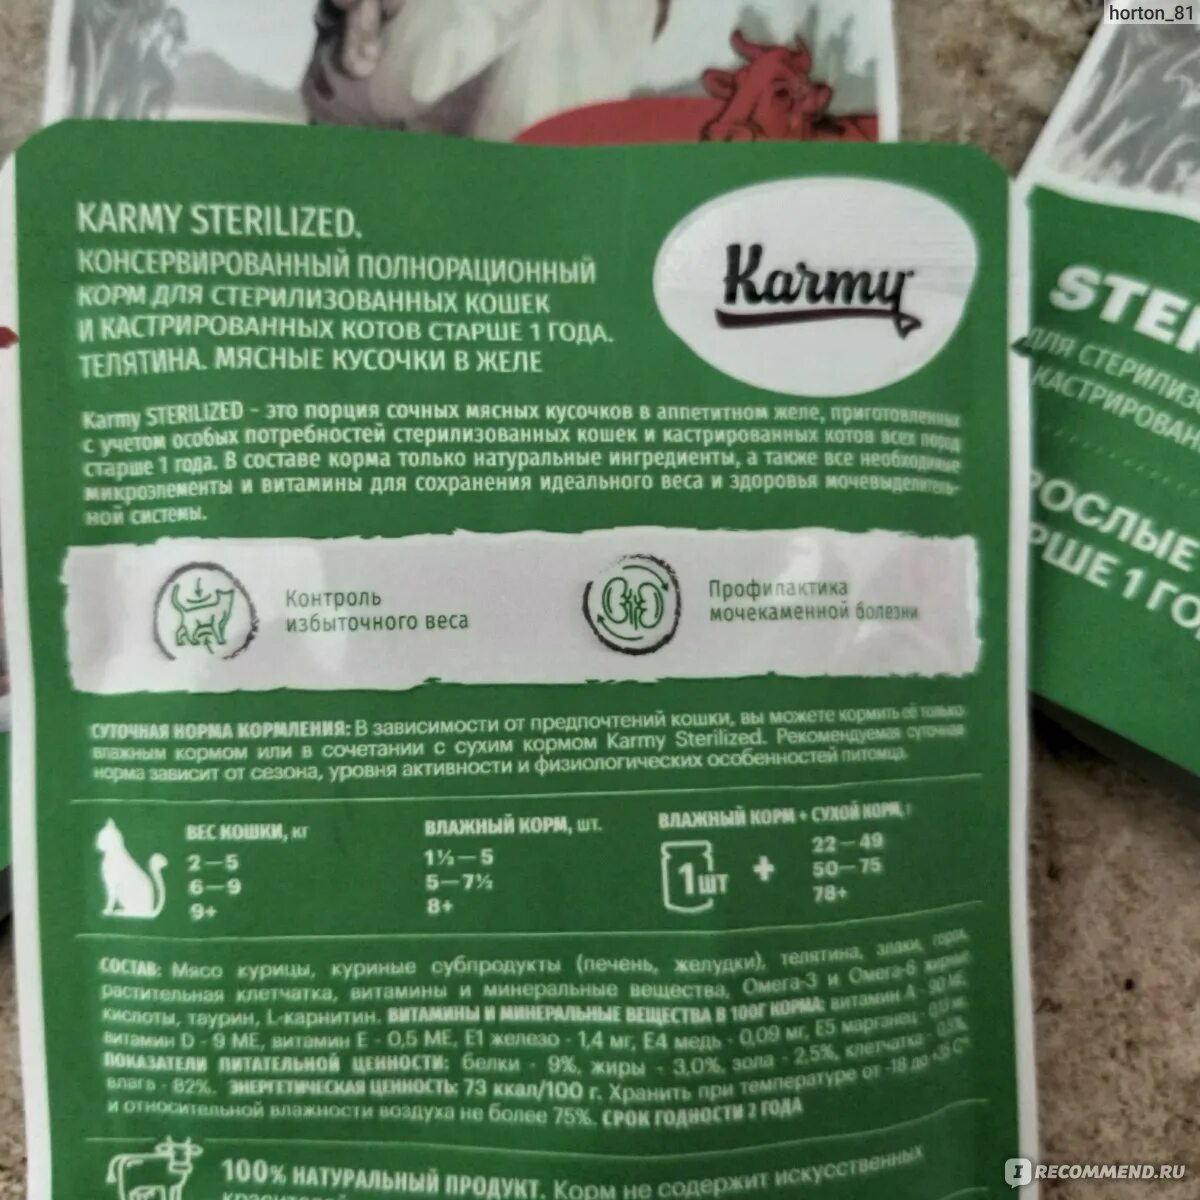 horton_81
KARMY STERILIZED.
КОНСЕРВИРОВАННЫЙ ПОЛНОРАЦИОННЫЙ
КОРМ ДЛЯ СТЕРИЛИЗОВАННЫХ КОШЕК
И КАСТРИРОВАННЫХ КОТОВ СТАРШЕ 1 ГОДА.
ТЕЛЯТИНА. МЯСНЫЕ КУСОЧКИ В ЖЕЛЕ
Karmy
Karmy STERILIZED - это порция сочных мясных кусочков в аппетитном желе, приготовленных
с учетом особых потребностей стерилизованных кошек и кастрированных котов всех пород
старше 1 года. В составе корма только натуральные ингредиенты, а также все необходимые
микроэлементы и витамины для сохранения идеального веса и здоровья мочевыделитель-
ной системы.
Контроль
избыточного веса
Профилактика
мочекаменной болезни
СУТОЧНАЯ НОРМА КОРМЛЕНИЯ: В зависимости от предпочтений кошки, вы можете кормить её только
влажным кормом или в сочетании с сухим кормом Karmy Sterilized. Рекомендуемая суточная
норма зависит от сезона, уровня активности и физиологических особенностей питомца.
ВЕС КОШКИ, кг ВЛАЖНЫЙ КОРМ, шт. ВЛАЖНЫЙ КОРМ + СУХОЙ КОРМ, г
2-5 1½-5 22-49
6-9 5-7½ 1 шт + 50-75
9+ 8+ 78+
СОСТАВ: Мясо курицы, куриные субпродукты (печень, желудки), телятина, злаки, горох,
растительная клетчатка, витамины и минеральные вещества, Омега-3 и Омега-6 жирные
кислоты, таурин, L-карнитин. ВИТАМИНЫ И МИНЕРАЛЬНЫЕ ВЕЩЕСТВА В 100Г КОРМА: витамин A - 90 МЕ,
витамин D - 9 МЕ, витамин E - 0,5 МЕ, E1 железо - 1,4 мг, E4 медь - 0,09 мг, E5 марганец -
ПОКАЗАТЕЛИ ПИТАТЕЛЬНОЙ ЦЕННОСТИ: белки - 9%, жиры - 3.0%, зола - 2.5%, клетчатка -
влага - 82%. ЭНЕРГЕТИЧЕСКАЯ ЦЕННОСТЬ: 73 ккал/100 г. Хранить при температуре от -18 до +35 C°
и относительной влажности воздуха не более 75%. СРОК ГОДНОСТИ 2 ГОДА
100% НАТУРАЛЬНЫЙ ПРОДУКТ. Корм не содержит искусственных
STE
ДЛЯ СТЕРИЛИЗ
КАСТРИРОВАН
РОСЛЫЕ
РШЕ 1 ГО
IRECOMMEND.RU